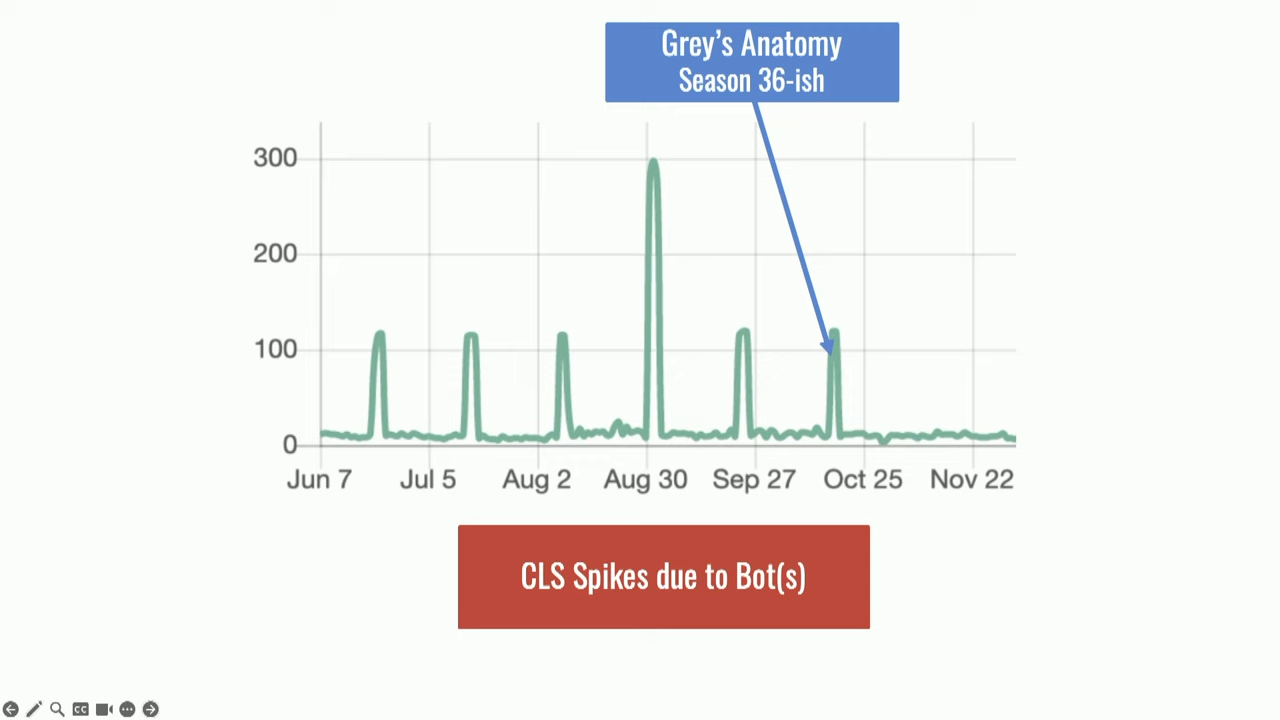 Grey’s Anatomy
Season 36-ish
300
200
100
0
Jun 7 Jul 5 Aug 2 Aug 30 Sep 27 Oct 25 Nov 22
CLS Spikes due to Bot(s)
CC